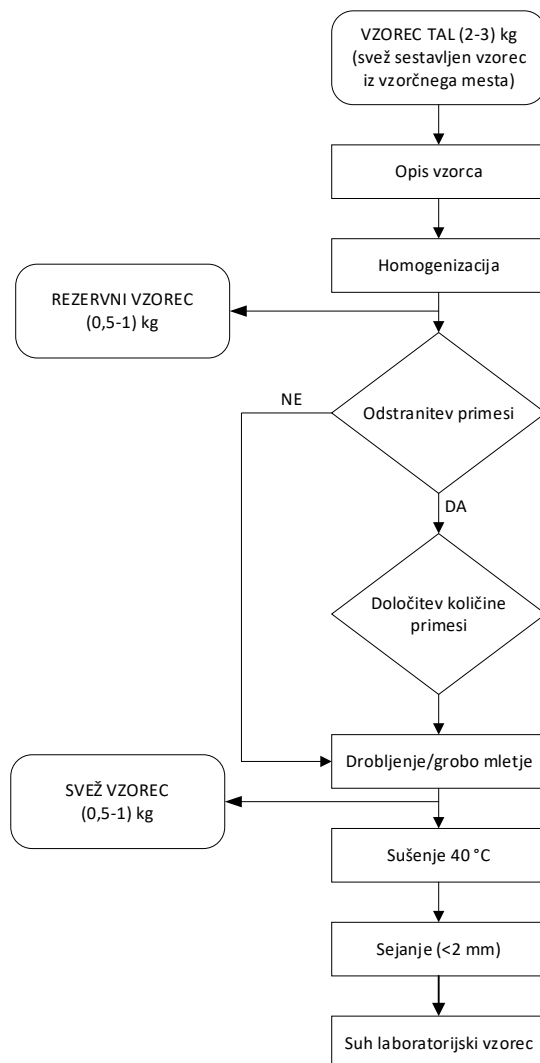 VZOREC TAL (2-3) kg
(svež sestavljen vzorec
iz vzorčnega mesta)
Opis vzorca
Homogenizacija
REZERVNI VZOREC
(0,5-1) kg
NE
Odstranitev primesi
DA
Določitev količine
primesi
Drobljenje/grobo mletje
SVEŽ VZOREC
(0,5-1) kg
Sušenje 40 °C
Sejanje (<2 mm)
Suh laboratorijski vzorec